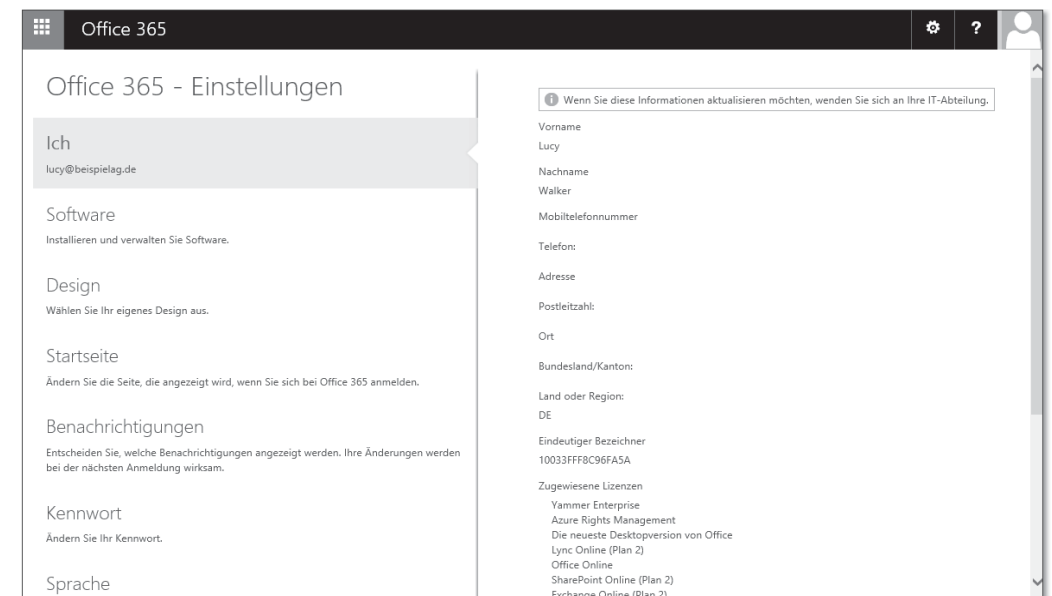 Office 365
?
Office 365 - Einstellungen
Ich
lucy@beispielag.de
Software
Installieren und verwalten Sie Software.
Design
Wählen Sie Ihr eigenes Design aus.
Startseite
Ändern Sie die Seite, die angezeigt wird, wenn Sie sich bei Office 365 anmelden.
Benachrichtigungen
Entscheiden Sie, welche Benachrichtigungen angezeigt werden. Ihre Änderungen werden
bei der nächsten Anmeldung wirksam.
Kennwort
Ändern Sie Ihr Kennwort.
Sprache
Wenn Sie diese Informationen aktualisieren möchten, wenden Sie sich an Ihre IT-Abteilung.
Vorname
Lucy
Nachname
Walker
Mobiltelefonnummer
Telefon:
Adresse
Postleitzahl:
Ort
Bundesland/Kanton:
Land oder Region:
DE
Eindeutiger Bezeichner
10033FFF8C96FA5A
Zugewiesene Lizenzen
Yammer Enterprise
Azure Rights Management
Die neueste Desktopversion von Office
Lync Online (Plan 2)
Office Online
SharePoint Online (Plan 2)
Exchange Online (Plan 2)